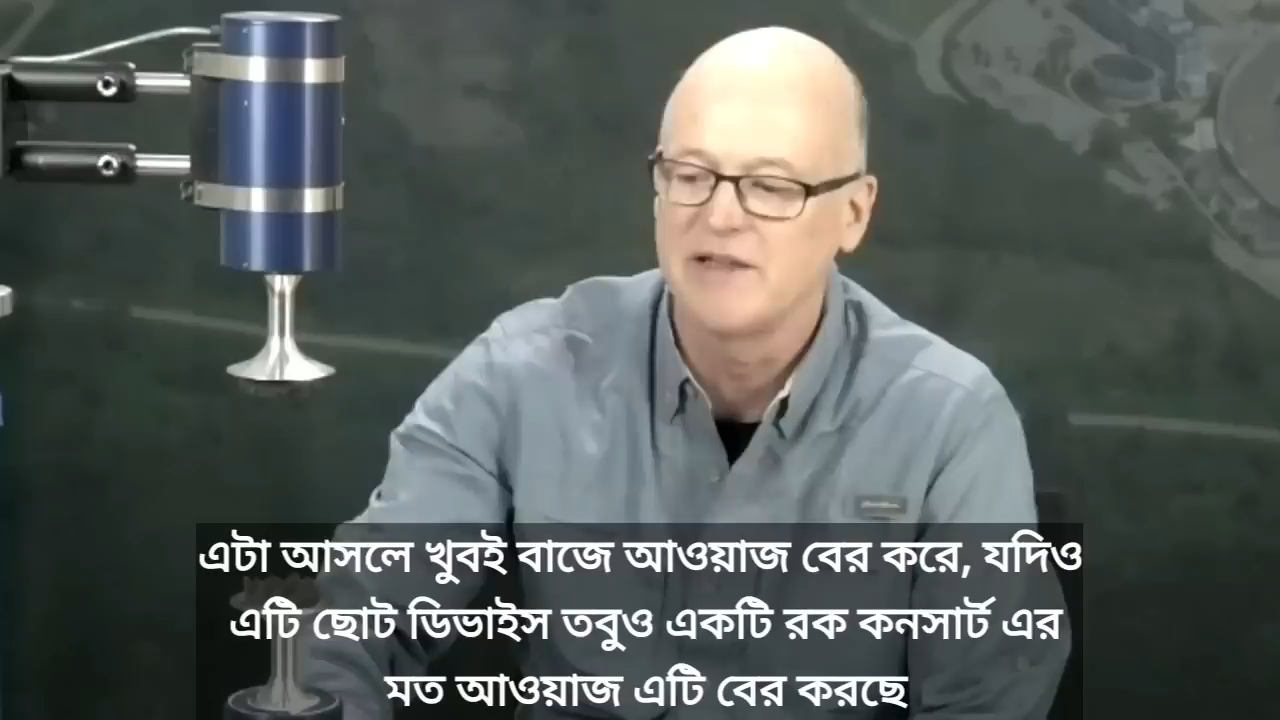 এটা আসলে খুবই বাজে আওয়াজ বের করে, যদিও
এটি ছোট ডিভাইস তবুও একটি রক কনসার্ট এর
মত আওয়াজ এটি বের করছে